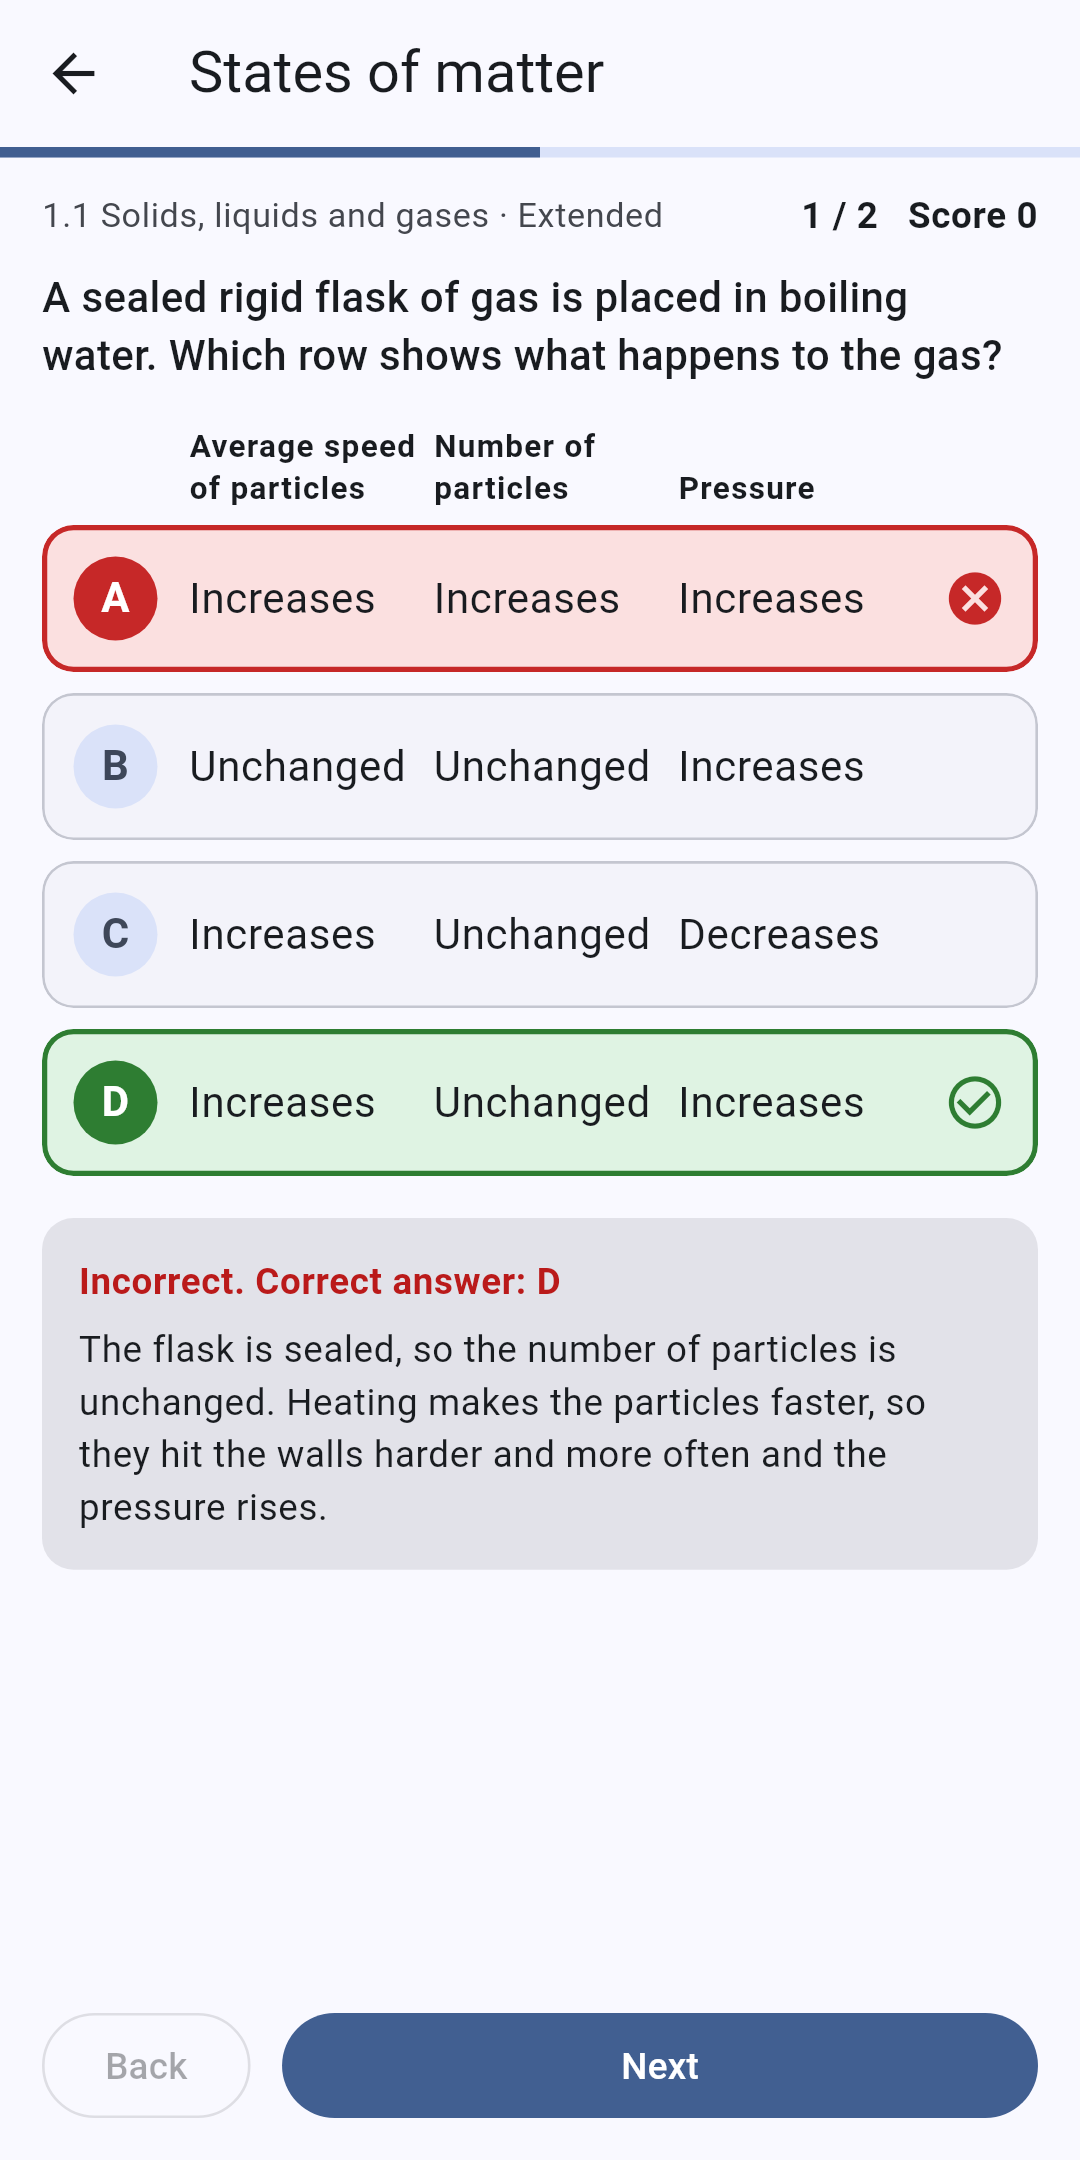 States of matter
1.1 Solids, liquids and gases · Extended 1 / 2 Score 0
A sealed rigid flask of gas is placed in boiling
water. Which row shows what happens to the gas?
Average speed Number of
of particles particles Pressure
A Increases Increases Increases
B Unchanged Unchanged Increases
C Increases Unchanged Decreases
D Increases Unchanged Increases
Incorrect. Correct answer: D
The flask is sealed, so the number of particles is
unchanged. Heating makes the particles faster, so
they hit the walls harder and more often and the
pressure rises.
Back Next